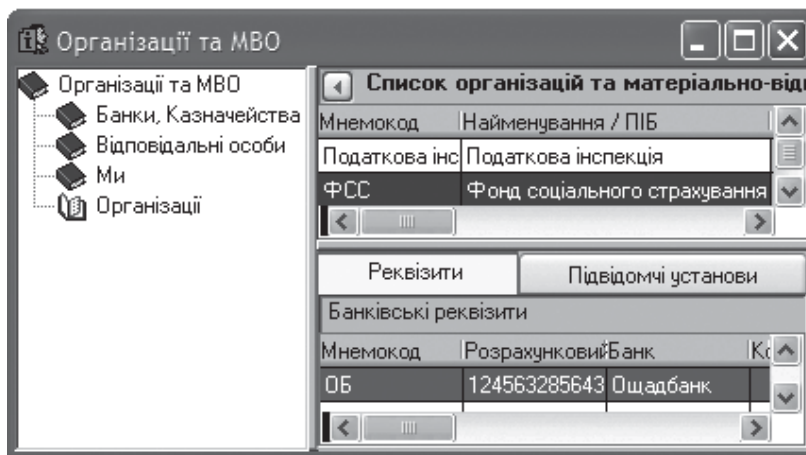 Організації та МВО
Організації та МВО
Банки, Казначейства
Відповідальні особи
Ми
Організації
Список організацій та матеріально-від
Мнемокод Найменування / ПІБ
Податкова інс Податкова інспекція
ФСС Фонд соціального страхування
Реквізити Підвідомчі установи
Банківські реквізити
Мнемокод Розрахунковий Банк
ОБ 124563285643 Ощадбанк